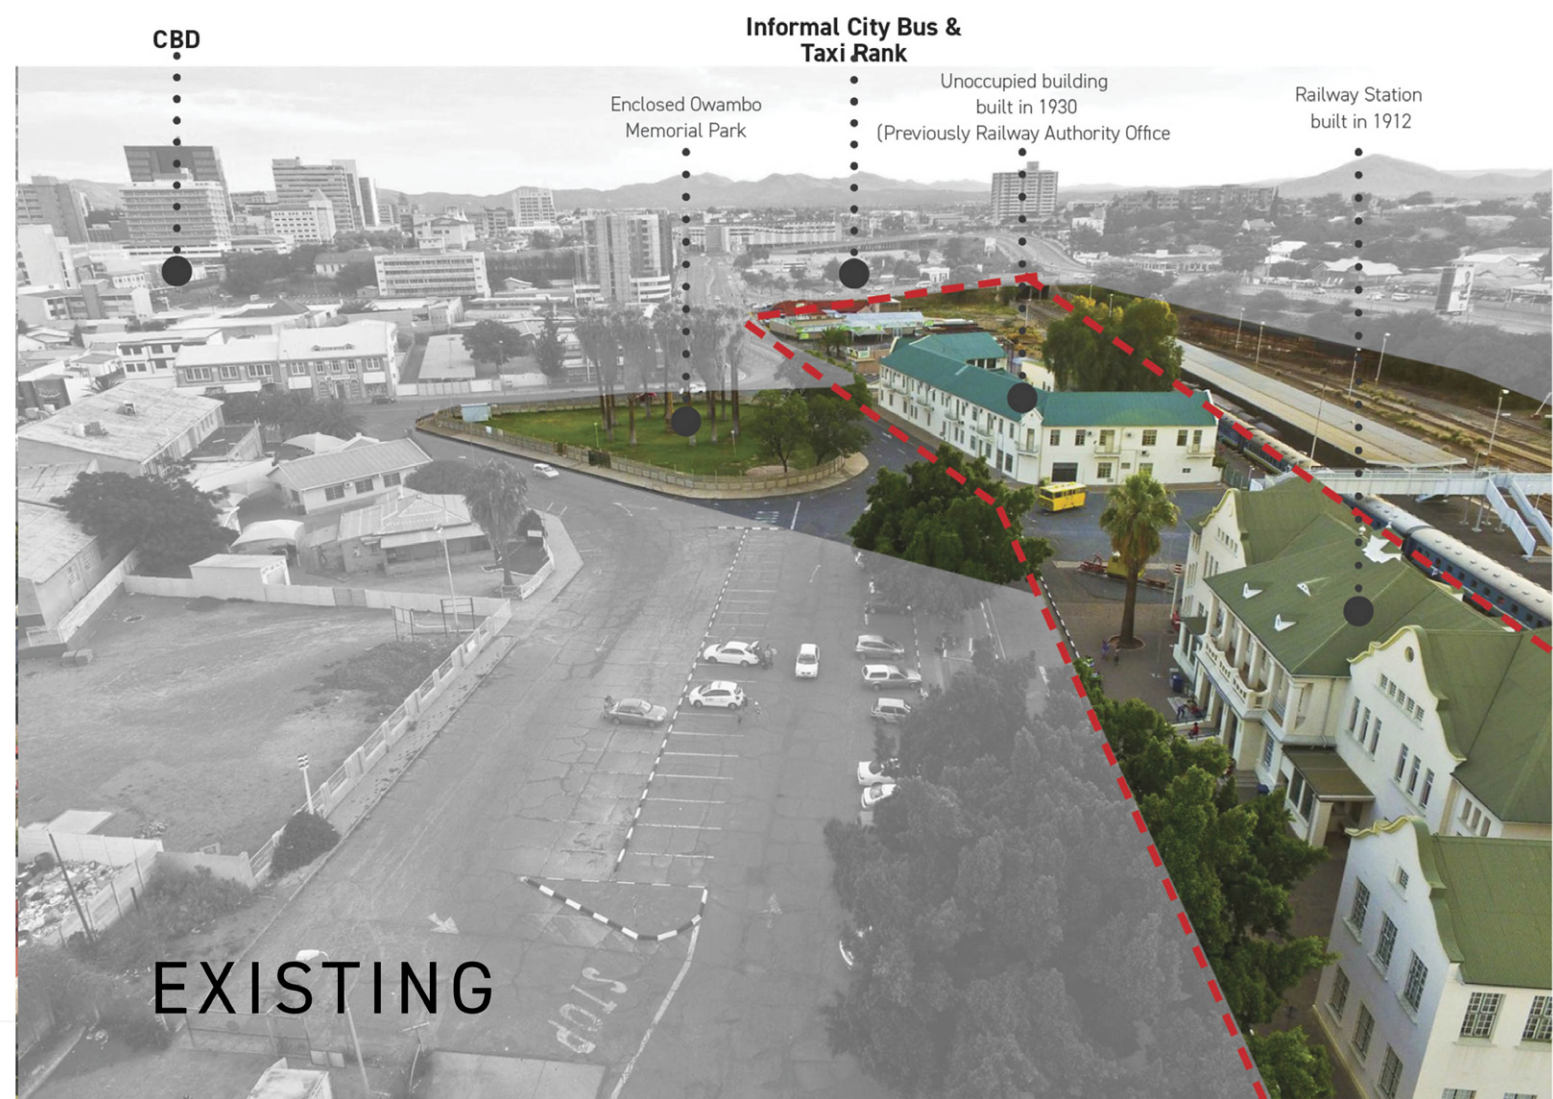 CBD
Informal City Bus &
Taxi Rank
Enclosed Owambo
Memorial Park
Unoccupied building
built in 1930
(Previously Railway Authority Office
Railway Station
built in 1912
EXISTING
STOP